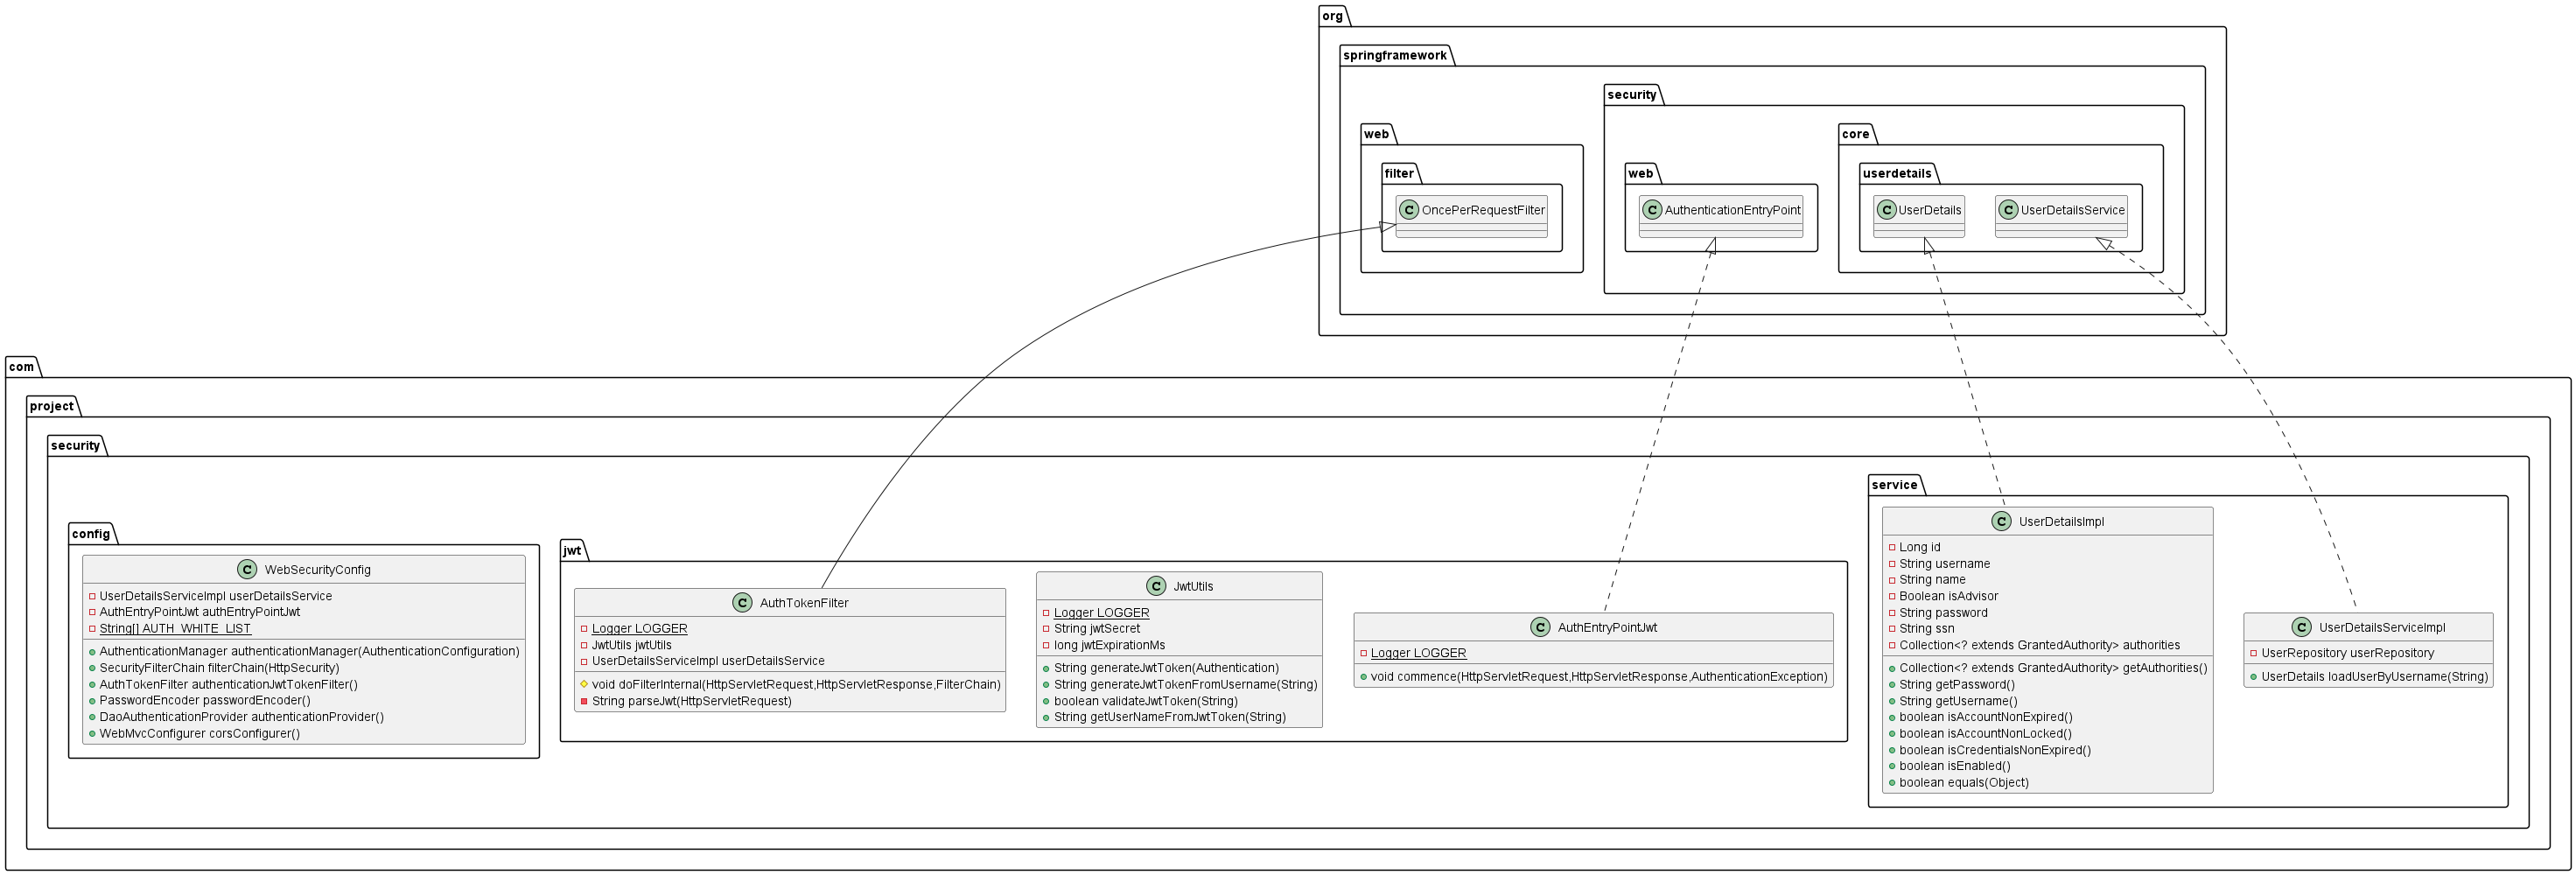 org
springframework
security
web
core
filter
web
userdetails
C OncePerRequestFilter
C AuthenticationEntryPoint
C UserDetails
C UserDetailsService
com
project
security
service
config
jwt
C WebSecurityConfig
UserDetailsServiceImpl userDetailsService
AuthEntryPointJwt authEntryPointJwt
String[] AUTH_WHITE_LIST
AuthenticationManager authenticationManager(AuthenticationConfiguration)
SecurityFilterChain filterChain(HttpSecurity)
AuthTokenFilter authenticationJwtTokenFilter()
PasswordEncoder passwordEncoder()
DaoAuthenticationProvider authenticationProvider()
WebMvcConfigurer corsConfigurer()
C AuthTokenFilter
Logger LOGGER
JwtUtils jwtUtils
UserDetailsServiceImpl userDetailsService
void doFilterInternal(HttpServletRequest,HttpServletResponse,FilterChain)
String parseJwt(HttpServletRequest)
C JwtUtils
Logger LOGGER
String jwtSecret
long jwtExpirationMs
String generateJwtToken(Authentication)
String generateJwtTokenFromUsername(String)
boolean validateJwtToken(String)
String getUserNameFromJwtToken(String)
C AuthEntryPointJwt
Logger LOGGER
void commence(HttpServletRequest,HttpServletResponse,AuthenticationException)
C UserDetailsImpl
Long id
String username
String name
Boolean isAdvisor
String password
String ssn
Collection<? extends GrantedAuthority> authorities
Collection<? extends GrantedAuthority> getAuthorities()
String getPassword()
String getUsername()
boolean isAccountNonExpired()
boolean isAccountNonLocked()
boolean isCredentialsNonExpired()
boolean isEnabled()
boolean equals(Object)
C UserDetailsServiceImpl
UserRepository userRepository
UserDetails loadUserByUsername(String)